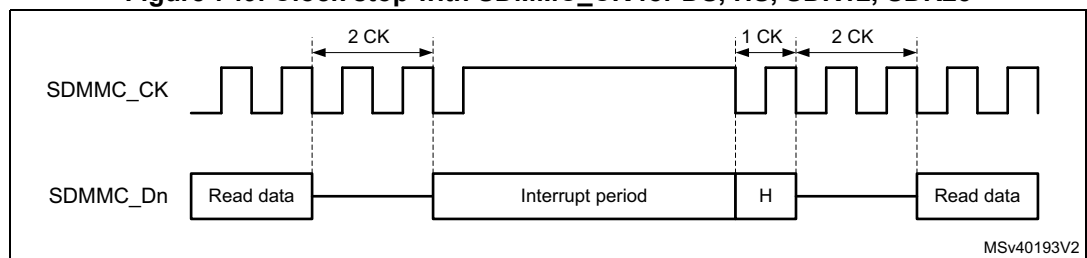 Figure 740. Clock stop with SDMMC_CK for DS, HS, SDR12, SDR25
2 CK
1 CK
2 CK
SDMMC_CK
SDMMC_Dn
Read data
Interrupt period
H
Read data
MSv40193V2